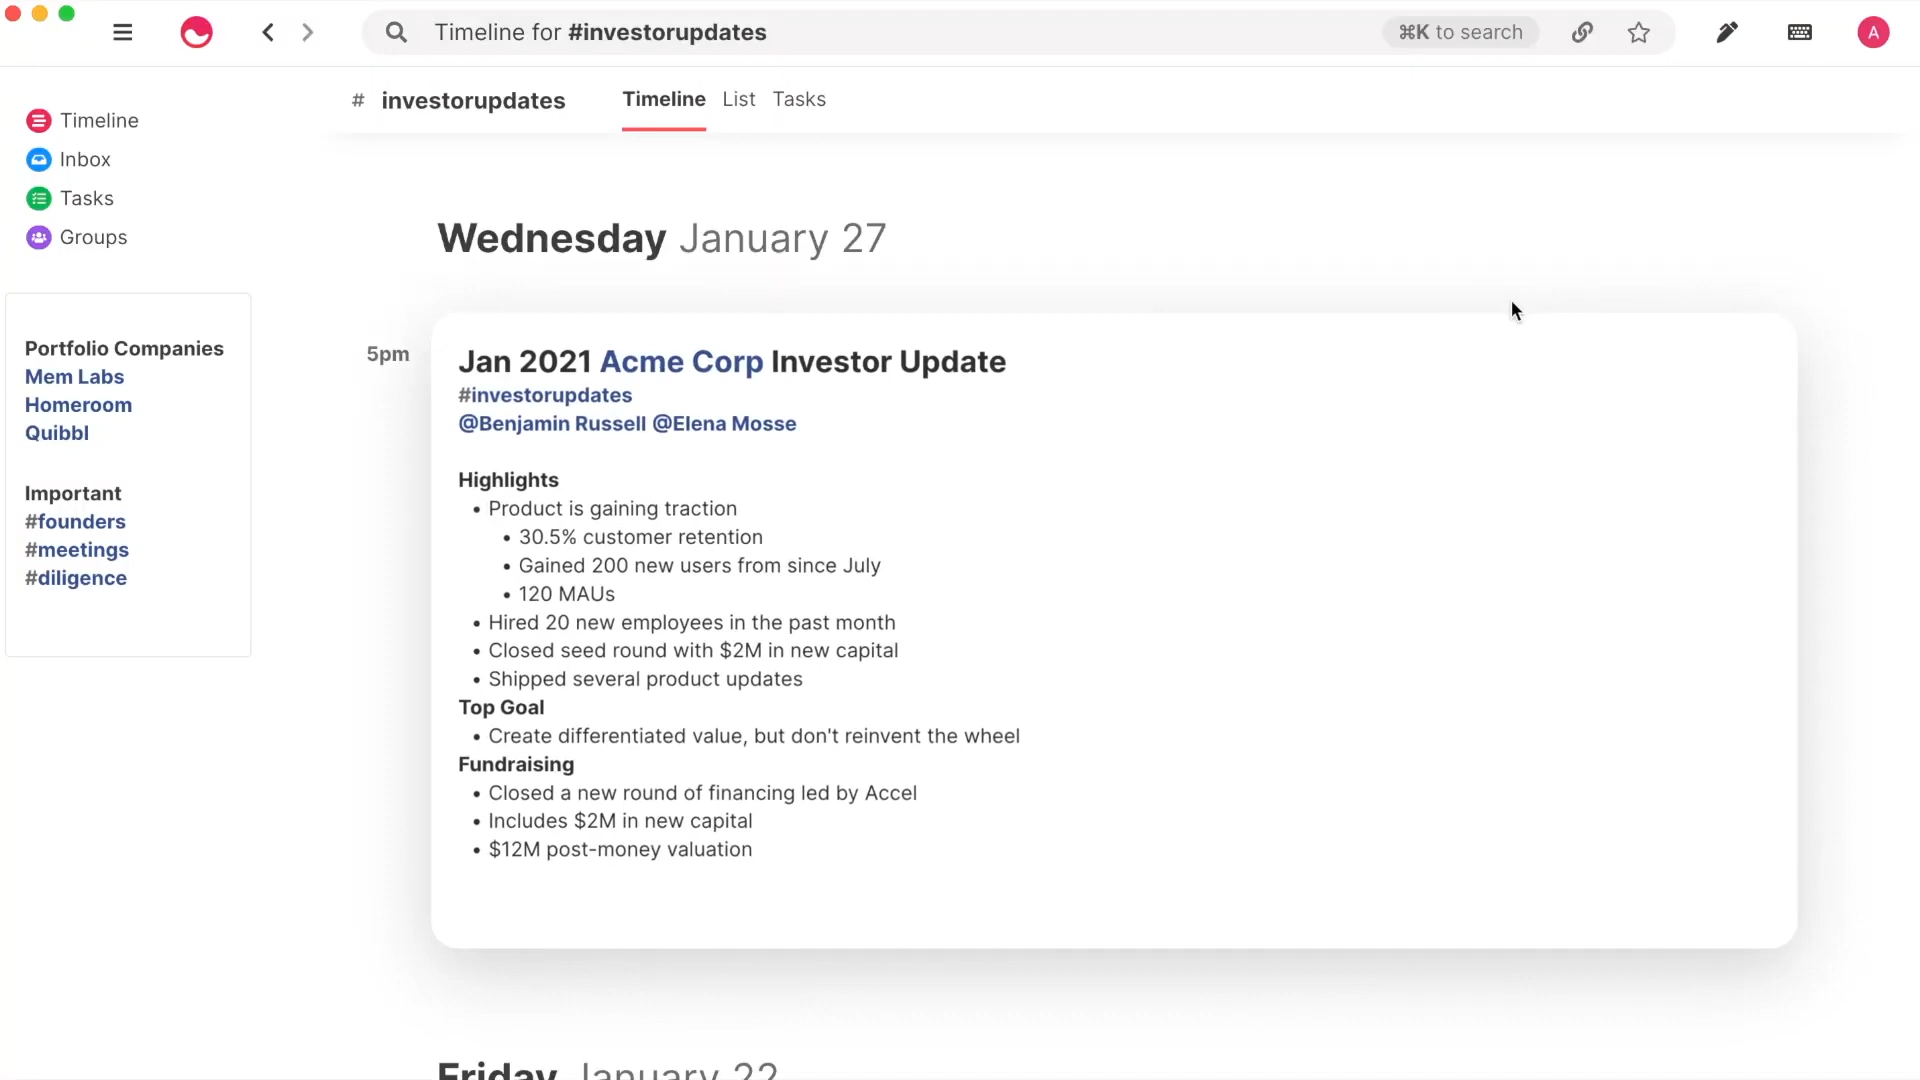 Timeline for #investorupdates
⌘K to search
A
# investorupdates
Timeline List Tasks
Timeline
Inbox
Tasks
Groups
Portfolio Companies
Mem Labs
Homeroom
Quibbl
Important
#founders
#meetings
#diligence
Wednesday January 27
5pm
Jan 2021 Acme Corp Investor Update
#investorupdates
@Benjamin Russell @Elena Mosse
Highlights
• Product is gaining traction
• 30.5% customer retention
• Gained 200 new users from since July
• 120 MAUs
• Hired 20 new employees in the past month
• Closed seed round with $2M in new capital
• Shipped several product updates
Top Goal
• Create differentiated value, but don't reinvent the wheel
Fundraising
• Closed a new round of financing led by Accel
• Includes $2M in new capital
• $12M post-money valuation
Friday January 22